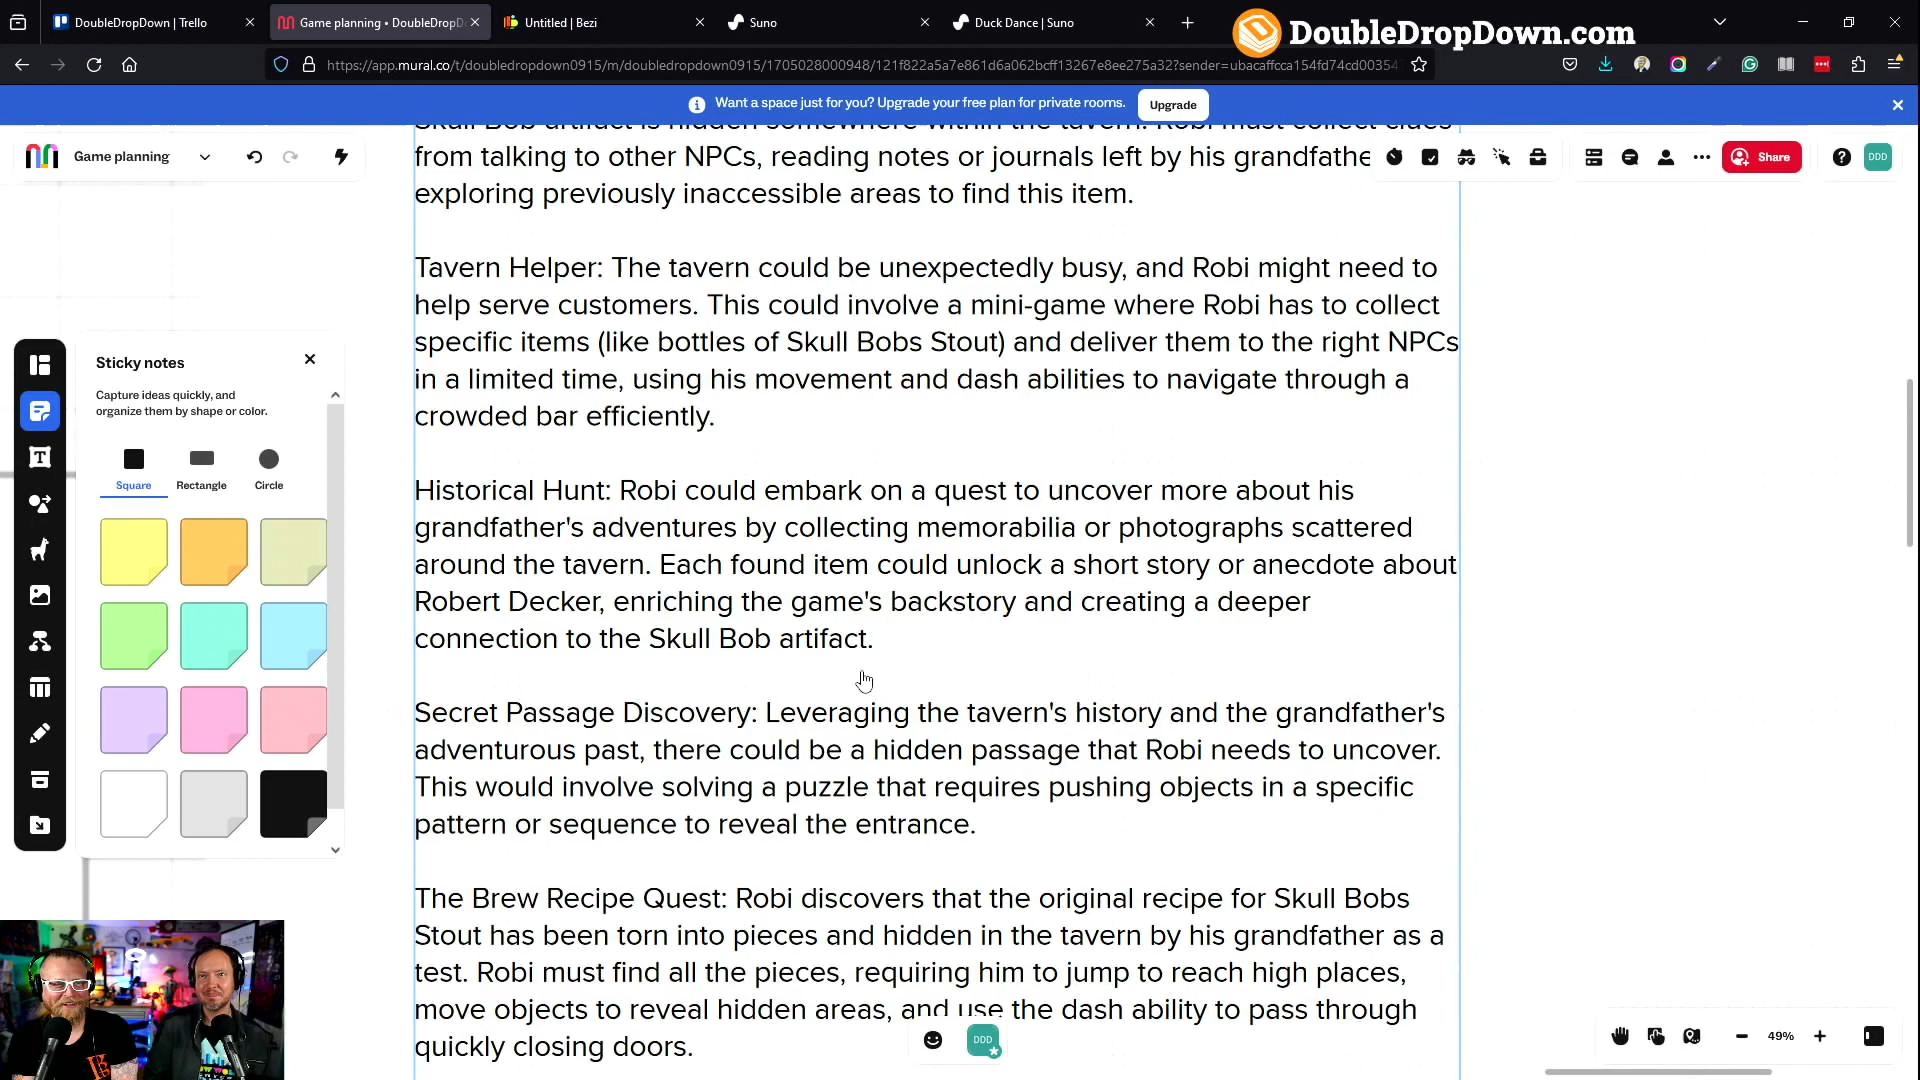 DoubleDropDown | Trello
Game planning • DoubleDropD
Untitled | Bezi
Suno
Duck Dance | Suno
DoubleDropDown.com
https://app.mural.co/t/doubledropdown0915/m/doubledropdown0915/1705028000948/121f822a5a7e861d6a062bcff13267e8ee275a32?sender=ubacaffcca154fd74cd00354
Want a space just for you? Upgrade your free plan for private rooms.
Upgrade
Game planning
Share
DDD
Skull Bob artifact is hidden somewhere within the tavern. Robi must collect clues
from talking to other NPCs, reading notes or journals left by his grandfathe
exploring previously inaccessible areas to find this item.
Tavern Helper: The tavern could be unexpectedly busy, and Robi might need to
help serve customers. This could involve a mini-game where Robi has to collect
specific items (like bottles of Skull Bobs Stout) and deliver them to the right NPCs
in a limited time, using his movement and dash abilities to navigate through a
crowded bar efficiently.
Historical Hunt: Robi could embark on a quest to uncover more about his
grandfather's adventures by collecting memorabilia or photographs scattered
around the tavern. Each found item could unlock a short story or anecdote about
Robert Decker, enriching the game's backstory and creating a deeper
connection to the Skull Bob artifact.
Secret Passage Discovery: Leveraging the tavern's history and the grandfather's
adventurous past, there could be a hidden passage that Robi needs to uncover.
This would involve solving a puzzle that requires pushing objects in a specific
pattern or sequence to reveal the entrance.
The Brew Recipe Quest: Robi discovers that the original recipe for Skull Bobs
Stout has been torn into pieces and hidden in the tavern by his grandfather as a
test. Robi must find all the pieces, requiring him to jump to reach high places,
move objects to reveal hidden areas, and use the dash ability to pass through
quickly closing doors.
Sticky notes
Capture ideas quickly, and
organize them by shape or color.
Square
Rectangle
Circle
DDD
49%